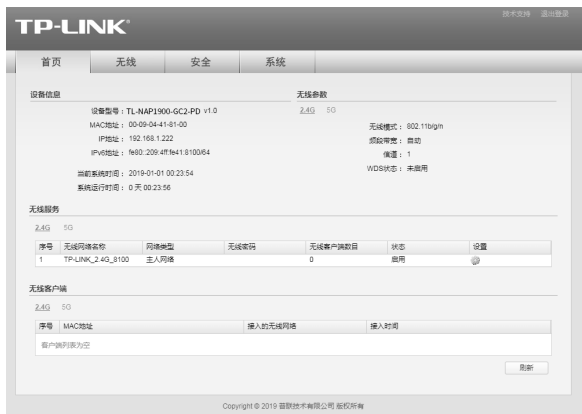 技术支持 退出登录
TP-LINK®
首页 无线 安全 系统
设备信息
设备型号： TL-NAP1900-GC2-PD v1.0
MAC地址： 00-09-04-41-81-00
IP地址： 192.168.1.222
IPv6地址： fe80::209:4ff:fe41:8100/64
当前系统时间： 2019-01-01 00:23:54
系统运行时间： 0 天 00:23:56
无线参数
2.4G 5G
无线模式： 802.11b/g/n
频段带宽： 自动
信道： 1
WDS状态： 未启用
无线服务
2.4G 5G
序号 无线网络名称 网络类型 无线密码 无线客户端数目 状态 设置
1 TP-LINK_2.4G_8100 主人网络 0 启用
无线客户端
2.4G 5G
序号 MAC地址 接入的无线网络 接入时间
客户端列表为空
刷新
Copyright © 2019 普联技术有限公司 版权所有